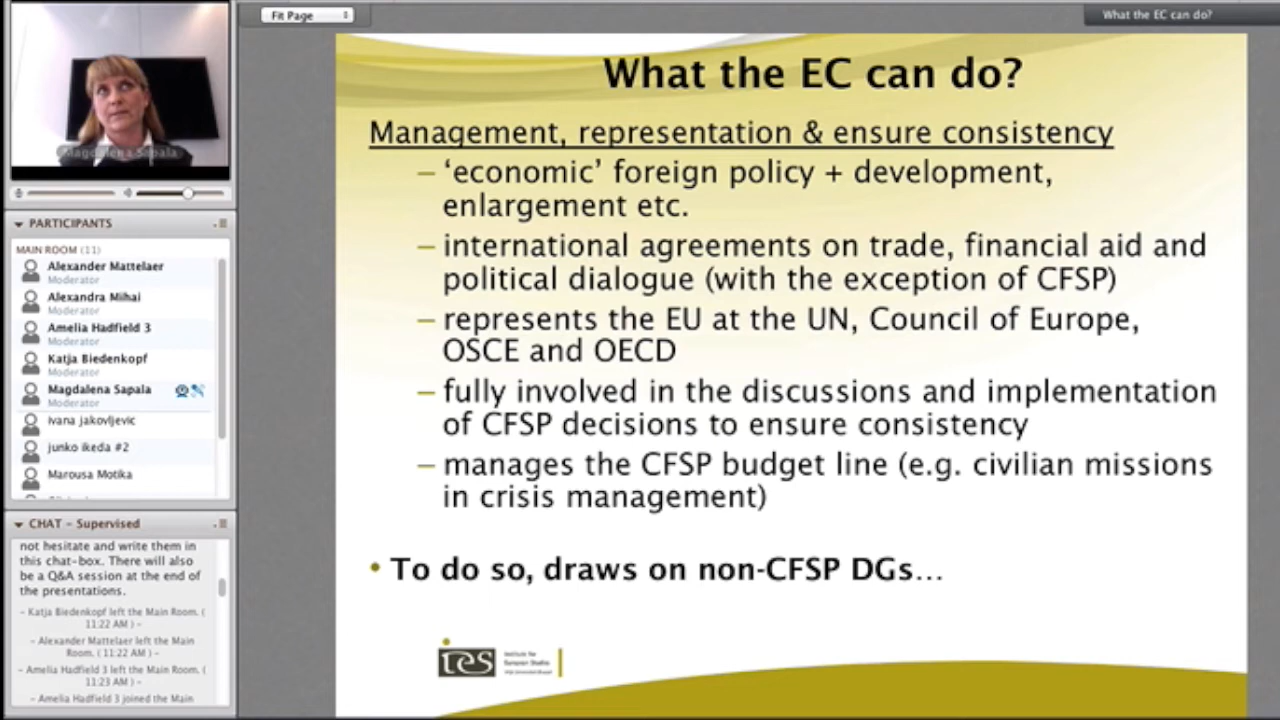 Fit Page
What the EC can do?
Magdalena Sapala
PARTICIPANTS
MAIN ROOM (11)
Alexander Mattelaer
Moderator
Alexandra Mihai
Moderator
Amelia Hadfield 3
Moderator
Katja Biedenkopf
Moderator
Magdalena Sapala
Moderator
ivana jakovljevic
junko ikeda #2
Marousa Motika
CHAT – Supervised
not hesitate and write them in
this chat-box. There will also
be a Q&A session at the end of
the presentations.
– Katja Biedenkopf left the Main Room. (
11:22 AM ) –
– Alexander Mattelaer left the Main
Room. ( 11:22 AM ) –
– Amelia Hadfield 3 left the Main Room. (
11:23 AM ) –
– Amelia Hadfield 3 joined the Main
What the EC can do?
Management, representation & ensure consistency
– ‘economic’ foreign policy + development,
enlargement etc.
– international agreements on trade, financial aid and
political dialogue (with the exception of CFSP)
– represents the EU at the UN, Council of Europe,
OSCE and OECD
– fully involved in the discussions and implementation
of CFSP decisions to ensure consistency
– manages the CFSP budget line (e.g. civilian missions
in crisis management)
• To do so, draws on non-CFSP DGs…
ies
Institute for
European Studies